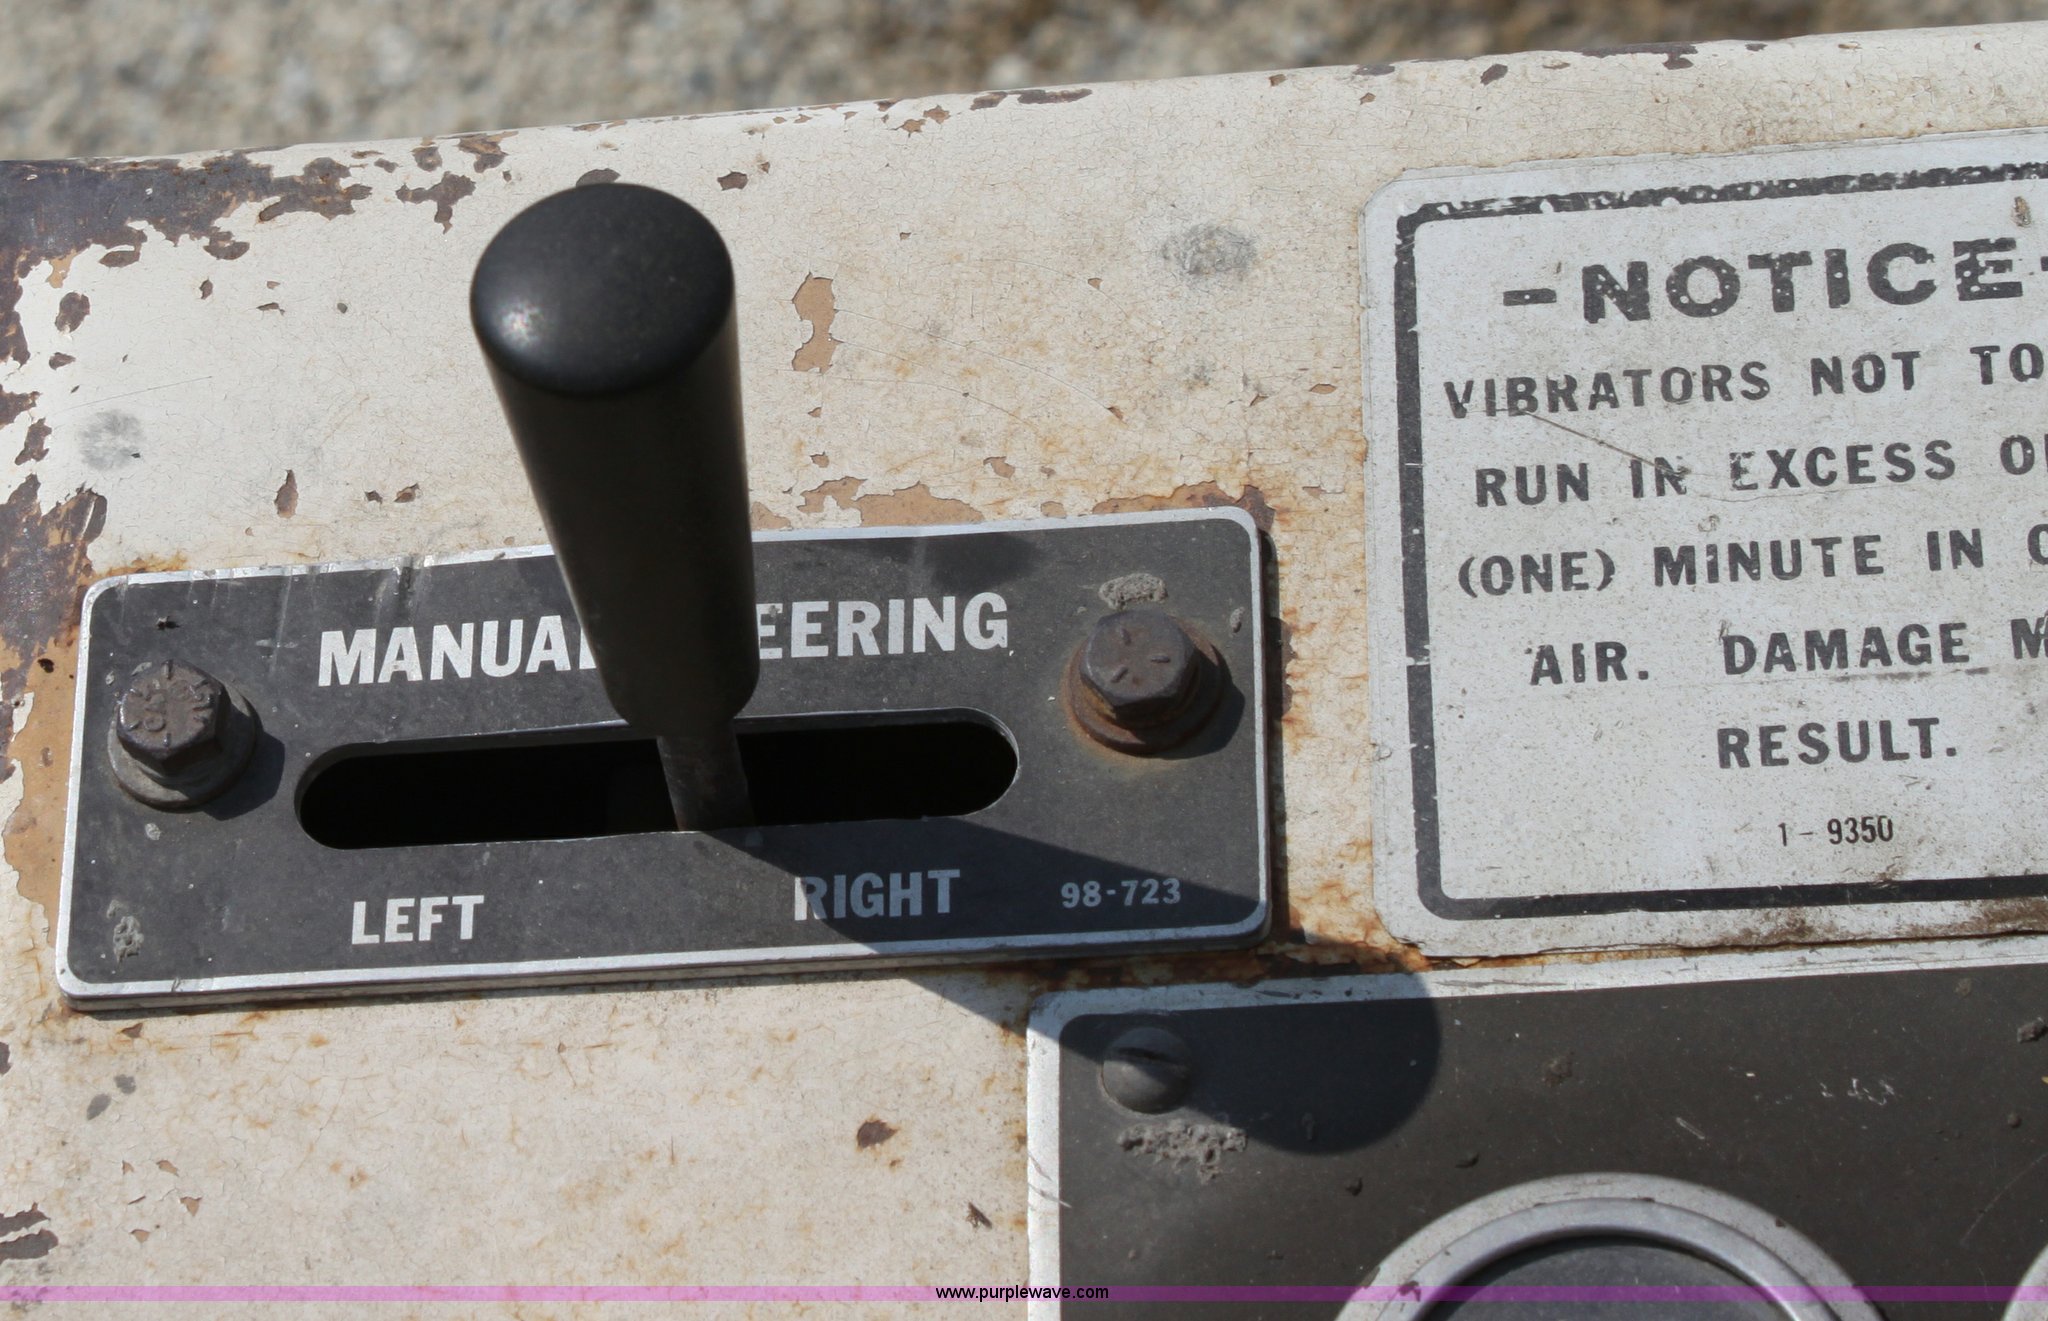 MANUAL STEERING
LEFT RIGHT 98-723
-NOTICE-
VIBRATORS NOT TO
RUN IN EXCESS
(ONE) MINUTE IN
AIR. DAMAGE
RESULT.
1-9350
www.purplewave.com